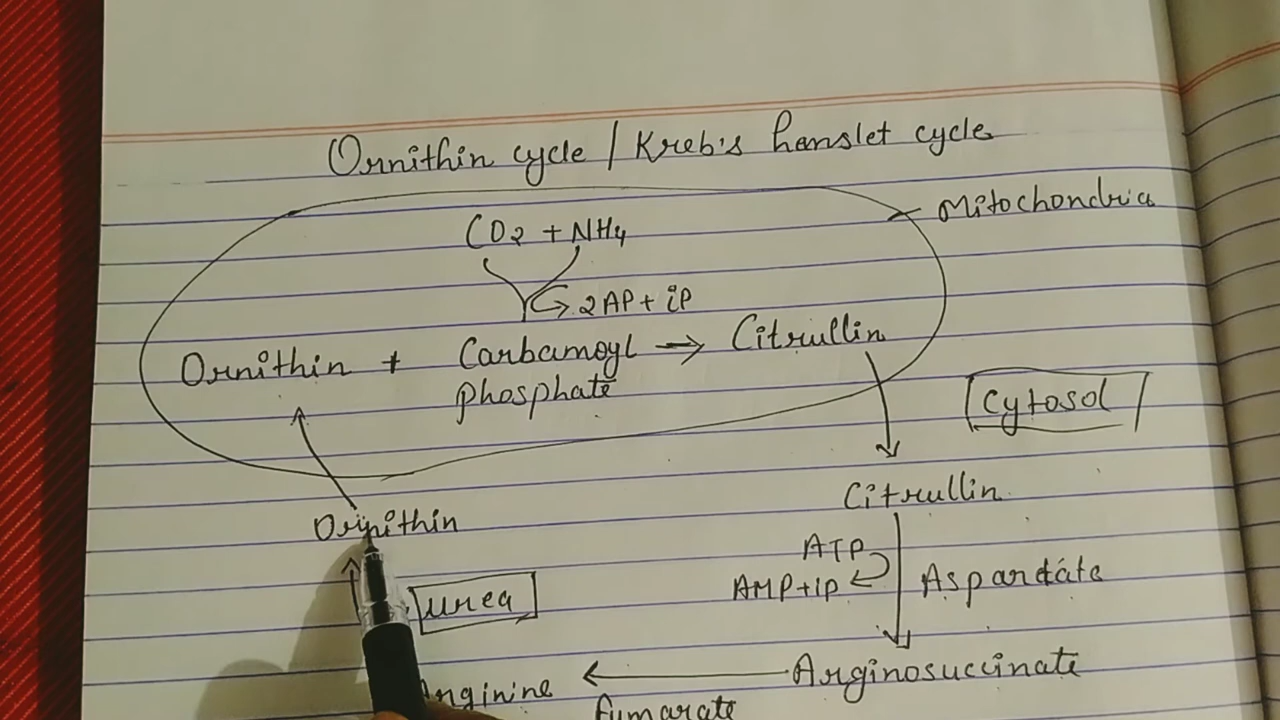 Ornithin cycle / Kreb's hanslet cycle
Mitochondria
CO2 + NH4
2AP + iP
Ornithin + Carbamoyl phosphate → Citrullin
Cytosol
Citrullin
Ornithin
ATP
AMP+iP
Aspartate
urea
Arginosuccinate
Arginine
fumarate